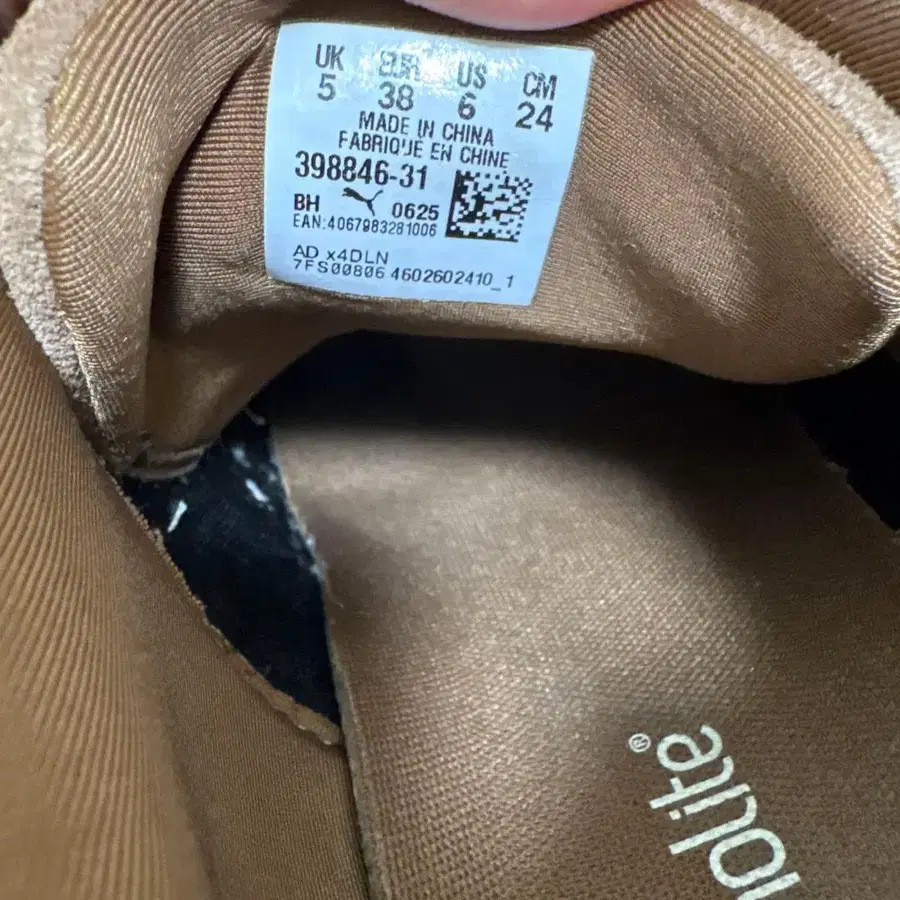 UK EUR US CM
5 38 6 24
MADE IN CHINA
FABRIQUE EN CHINE
398846-31
BH 0625
EAN:4067983281006
AD x4DLN
7FS00806 4602602410_1
olite®